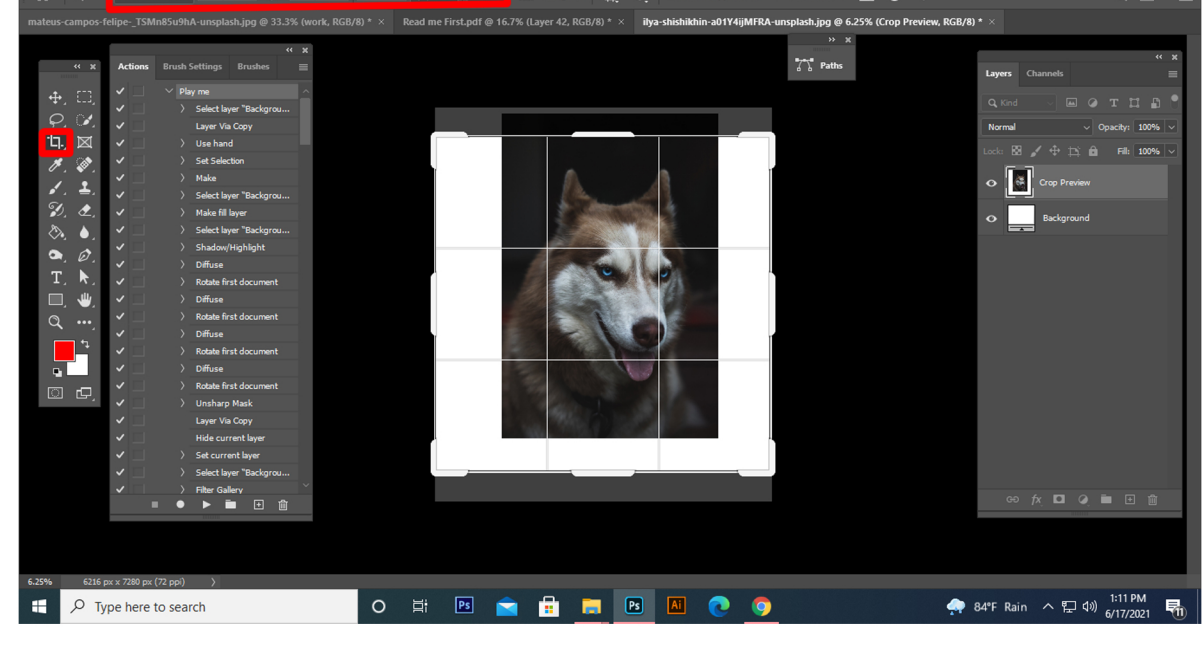 mateus-campos-felipe-_TSMn85u9hA-unsplash.jpg @ 33.3% (work, RGB/8) * ×
Read me First.pdf @ 16.7% (Layer 42, RGB/8) * ×
ilya-shishikhin-a01Y4ijMFRA-unsplash.jpg @ 6.25% (Crop Preview, RGB/8) * ×
Actions Brush Settings Brushes
Play me
Select layer "Backgrou...
Layer Via Copy
Use hand
Set Selection
Make
Select layer "Backgrou...
Make fill layer
Select layer "Backgrou...
Shadow/Highlight
Diffuse
Rotate first document
Diffuse
Rotate first document
Diffuse
Rotate first document
Diffuse
Rotate first document
Unsharp Mask
Layer Via Copy
Hide current layer
Set current layer
Select layer "Backgrou...
Filter Gallery
Paths
Layers Channels
Kind
Normal Opacity: 100%
Lock: Fill: 100%
Crop Preview
Background
fx
6.25% 6216 px x 7280 px (72 ppi)
Type here to search
Ps
Ps
Ai
84°F Rain
1:11 PM
6/17/2021
11